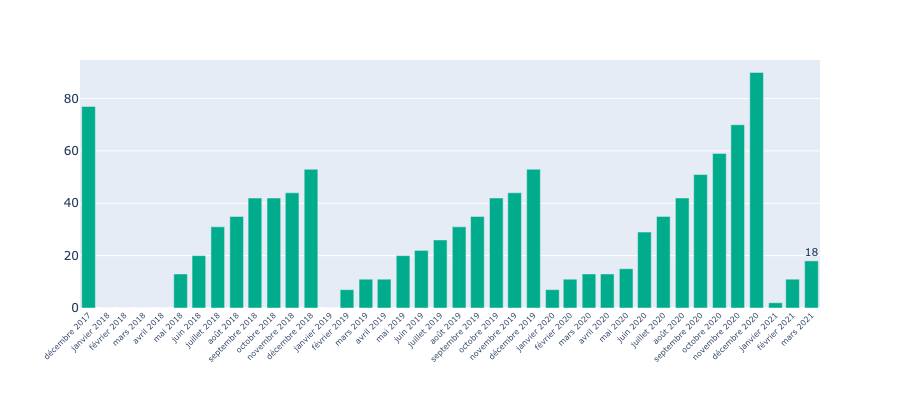 80
60
40
20
0
18
décembre 2017
janvier 2018
février 2018
mars 2018
avril 2018
mai 2018
juin 2018
juillet 2018
août 2018
septembre 2018
octobre 2018
novembre 2018
décembre 2018
janvier 2019
février 2019
mars 2019
avril 2019
mai 2019
juin 2019
juillet 2019
août 2019
septembre 2019
octobre 2019
novembre 2019
décembre 2019
janvier 2020
février 2020
mars 2020
avril 2020
mai 2020
juin 2020
juillet 2020
août 2020
septembre 2020
octobre 2020
novembre 2020
décembre 2020
janvier 2021
février 2021
mars 2021